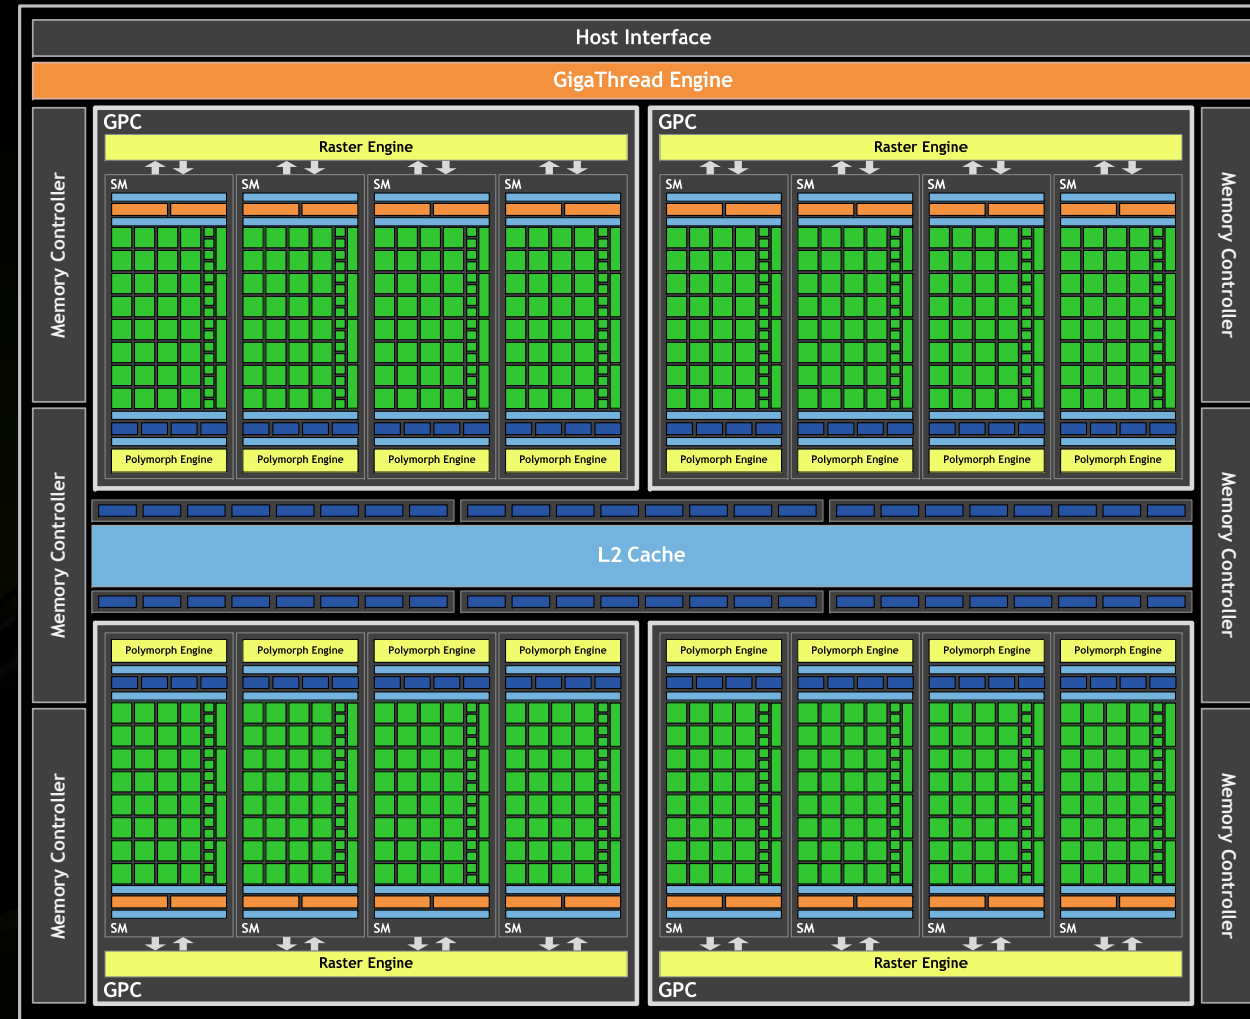 Host Interface
GigaThread Engine
GPC
GPC
Raster Engine
Raster Engine
SM
SM
SM
SM
SM
SM
SM
SM
Memory Controller
Memory Controller
Polymorph Engine
Polymorph Engine
Polymorph Engine
Polymorph Engine
Polymorph Engine
Polymorph Engine
Polymorph Engine
Polymorph Engine
Memory Controller
L2 Cache
Memory Controller
Polymorph Engine
Polymorph Engine
Polymorph Engine
Polymorph Engine
Polymorph Engine
Polymorph Engine
Polymorph Engine
Polymorph Engine
Memory Controller
Memory Controller
SM
SM
SM
SM
SM
SM
SM
SM
Raster Engine
Raster Engine
GPC
GPC